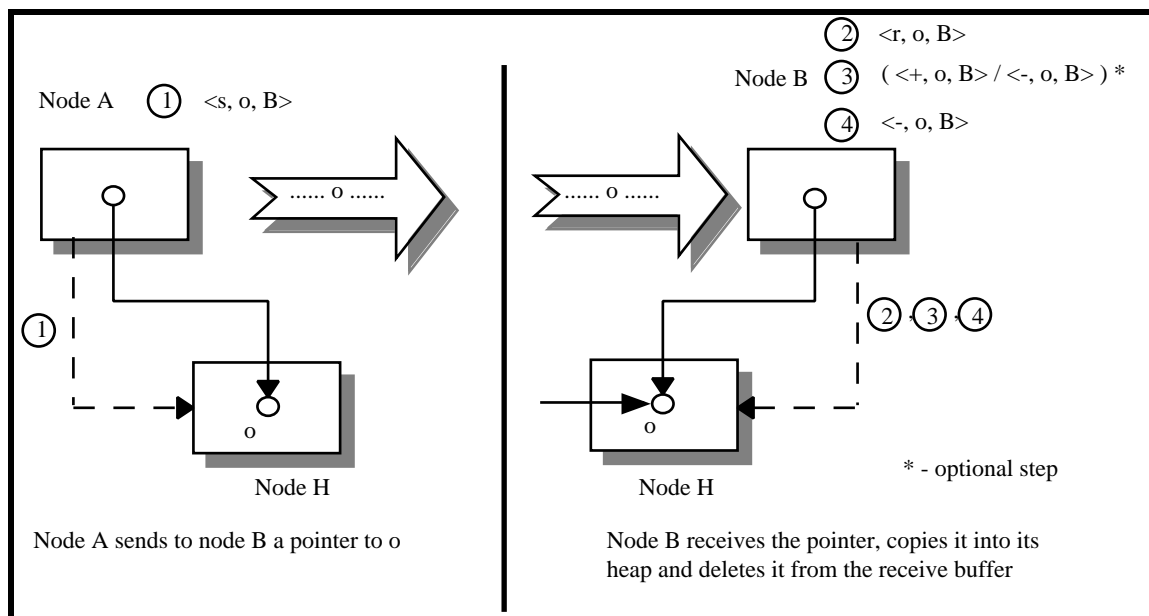 Node A 1 <s, o, B>
...... o ......
1
o
Node H
Node A sends to node B a pointer to o
2 <r, o, B>
Node B 3 ( <+, o, B> / <-, o, B> ) *
4 <-, o, B>
...... o ......
2 , 3 , 4
o
* - optional step
Node H
Node B receives the pointer, copies it into its
heap and deletes it from the receive buffer